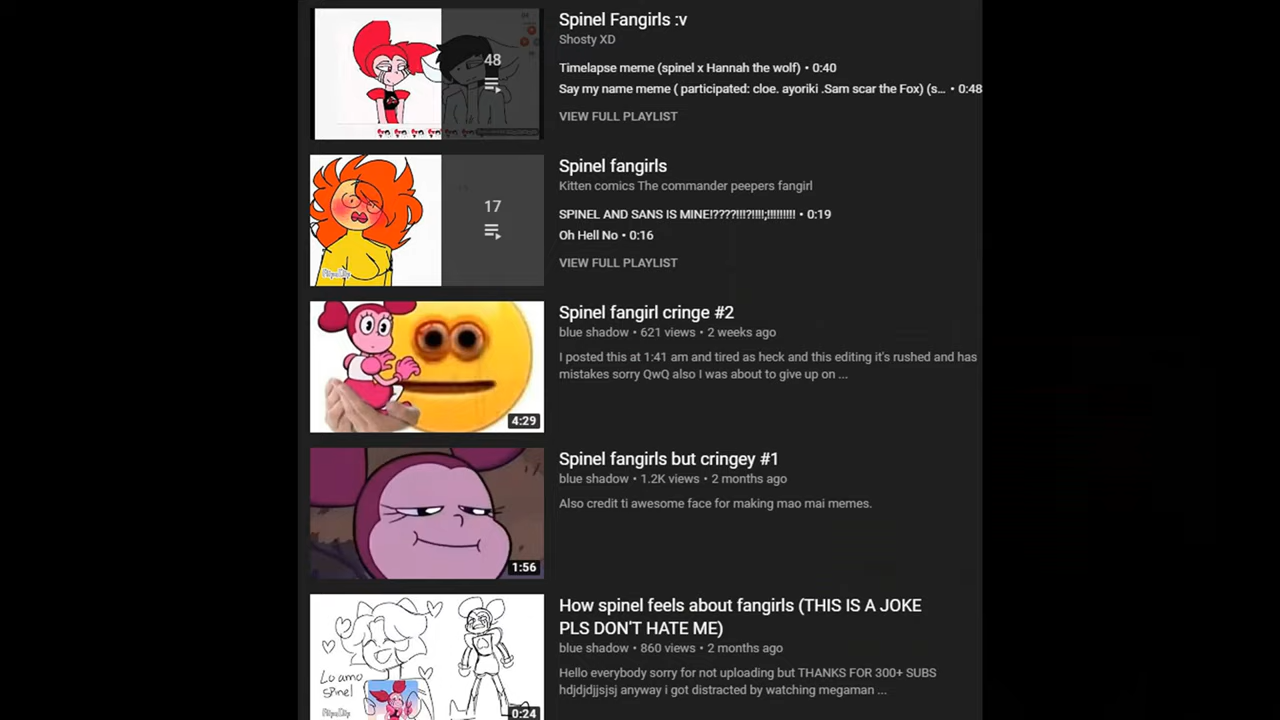 Spinel Fangirls :v
Shosty XD
48
Timelapse meme (spinel x Hannah the wolf) • 0:40
Say my name meme ( participated: cloe. ayoriki .Sam scar the Fox) (s... • 0:48
VIEW FULL PLAYLIST
Spinel fangirls
Kitten comics The commander peepers fangirl
17
SPINEL AND SANS IS MINE!????!!!?!!!!;!!!!!!!!! • 0:19
Oh Hell No • 0:16
VIEW FULL PLAYLIST
FlipaClip
Spinel fangirl cringe #2
blue shadow • 621 views • 2 weeks ago
I posted this at 1:41 am and tired as heck and this editing it's rushed and has
mistakes sorry QwQ also I was about to give up on ...
4:29
Spinel fangirls but cringey #1
blue shadow • 1.2K views • 2 months ago
Also credit ti awesome face for making mao mai memes.
1:56
How spinel feels about fangirls (THIS IS A JOKE
PLS DON'T HATE ME)
blue shadow • 860 views • 2 months ago
Hello everybody sorry for not uploading but THANKS FOR 300+ SUBS
hdjdjdjjsjsj anyway i got distracted by watching megaman ...
Lo amo
Spinel
FlipaClip
0:24